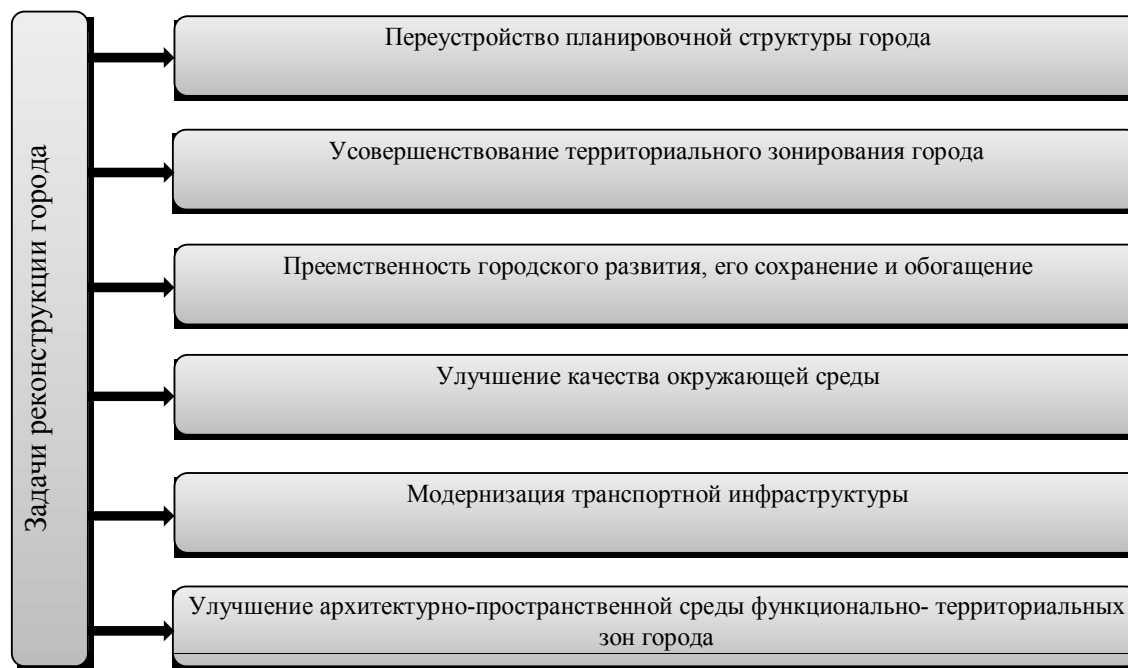 Задачи реконструкции города
Переустройство планировочной структуры города
Усовершенствование территориального зонирования города
Преемственность городского развития, его сохранение и обогащение
Улучшение качества окружающей среды
Модернизация транспортной инфраструктуры
Улучшение архитектурно-пространственной среды функционально- территориальных
зон города